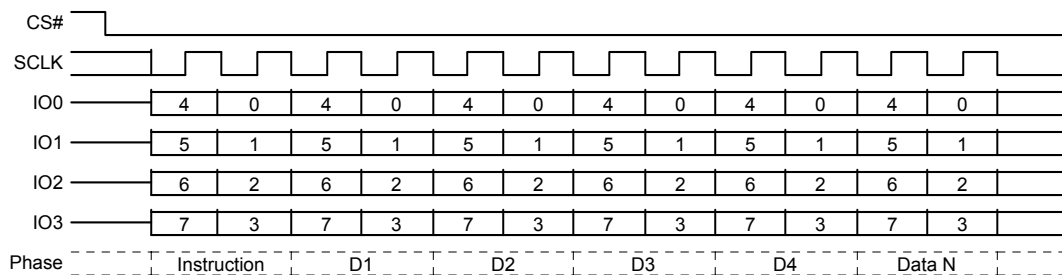 CS#
SCLK
IO0 4 0 4 0 4 0 4 0 4 0 4 0
IO1 5 1 5 1 5 1 5 1 5 1 5 1
IO2 6 2 6 2 6 2 6 2 6 2 6 2
IO3 7 3 7 3 7 3 7 3 7 3 7 3
Phase Instruction D1 D2 D3 D4 Data N